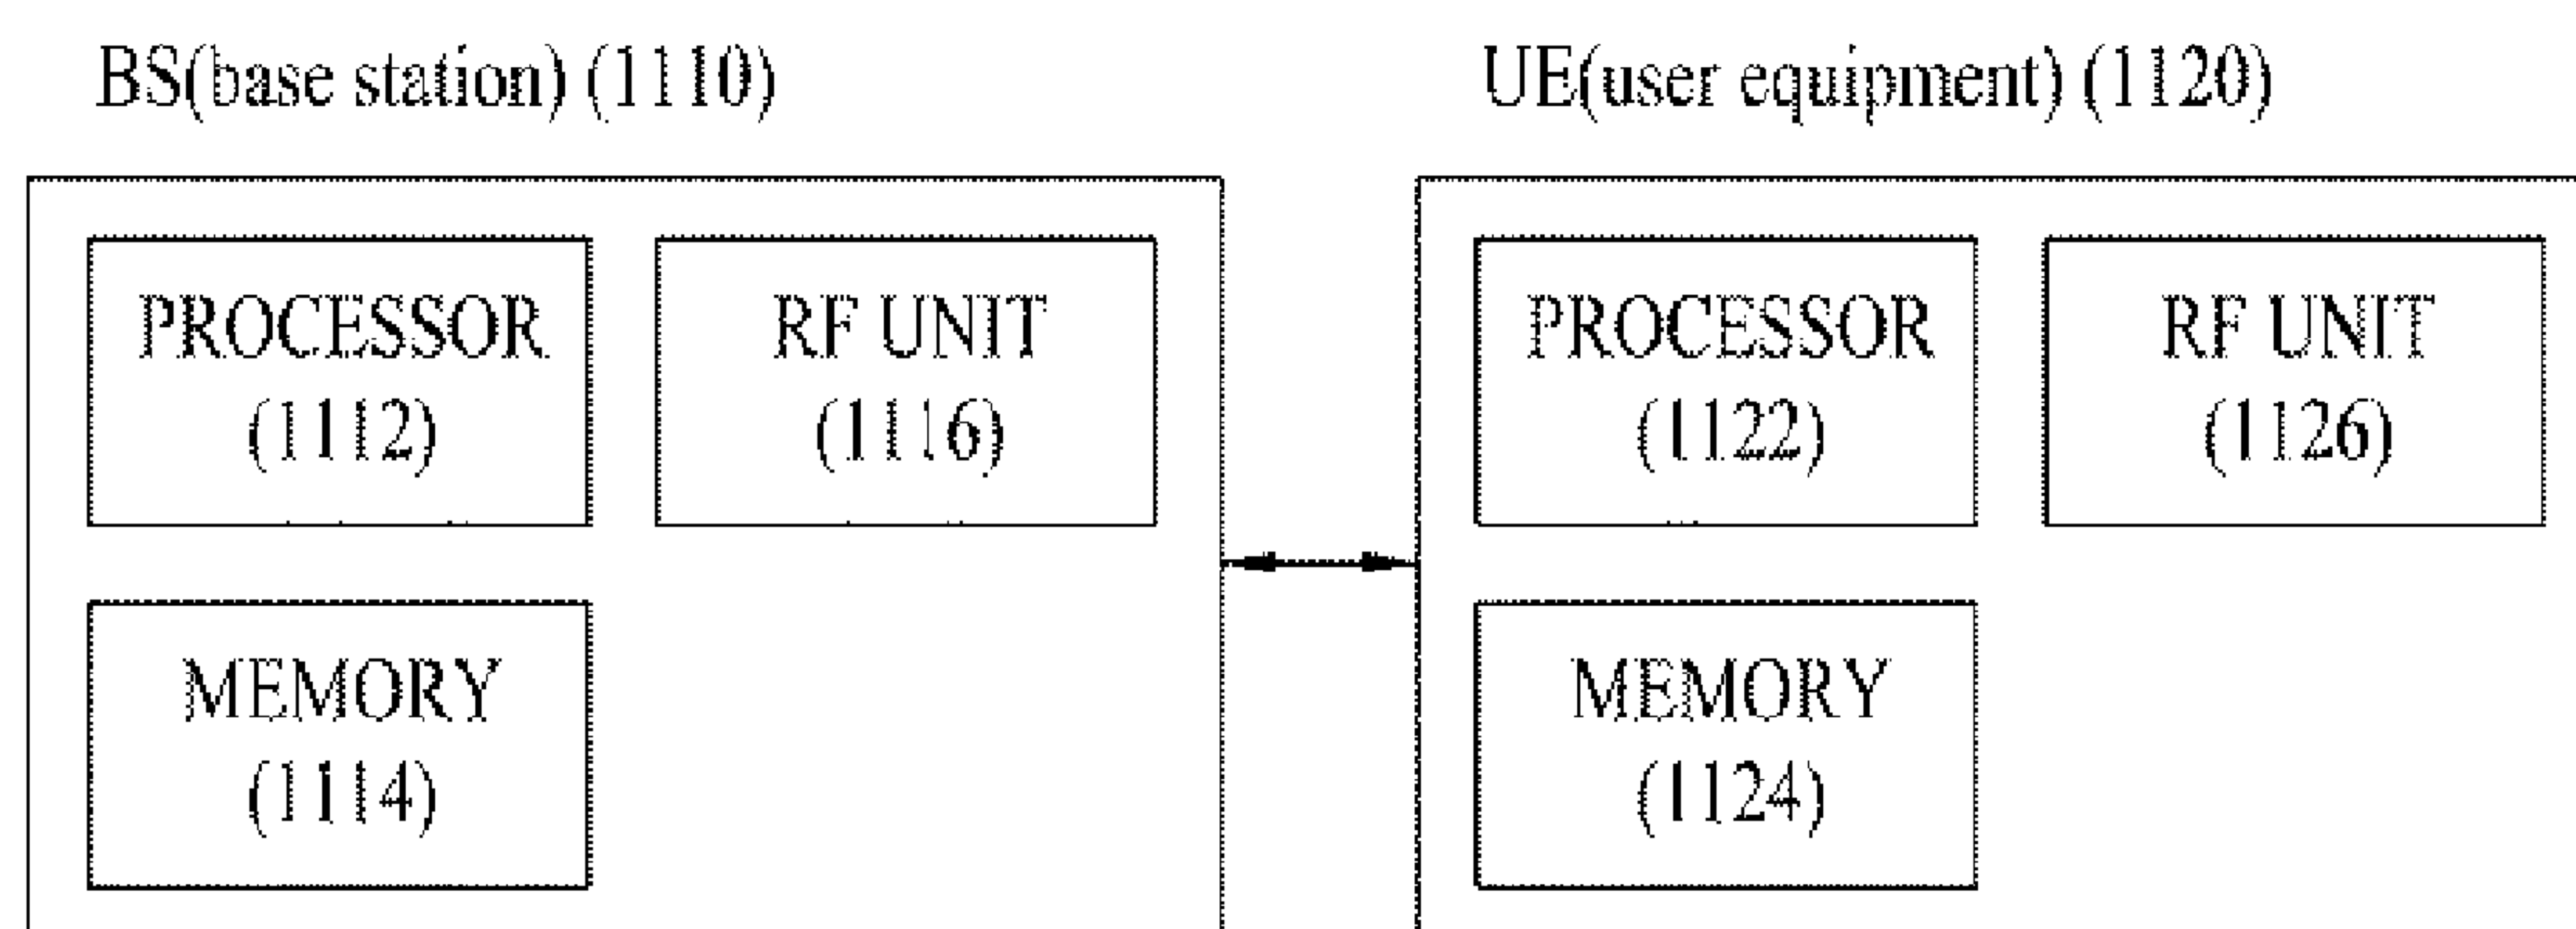 BS(base station) (1110)
UE(user equipment) (1120)
PROCESSOR
(1112)
RF UNIT
(1116)
MEMORY
(1114)
PROCESSOR
(1122)
RF UNIT
(1126)
MEMORY
(1124)